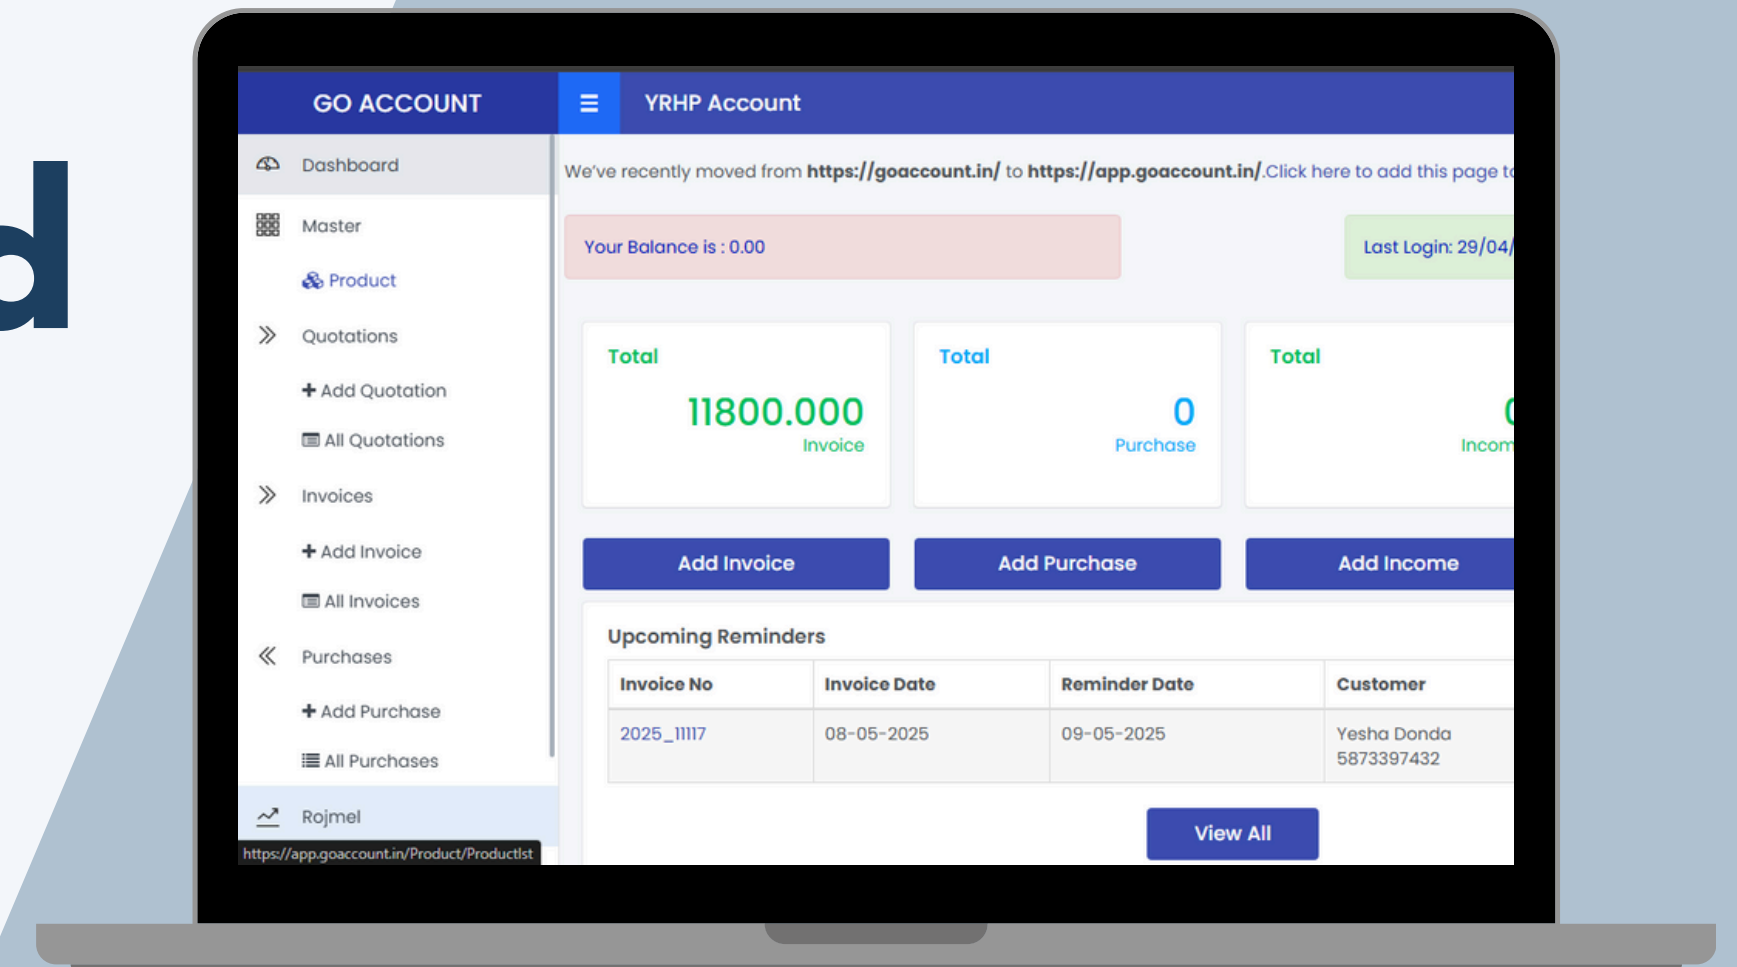 d
GO ACCOUNT
YRHP Account
Dashboard
Master
Product
Quotations
Add Quotation
All Quotations
Invoices
Add Invoice
All Invoices
Purchases
Add Purchase
All Purchases
Rojmel
https://app.goaccount.in/Product/Productlst
We've recently moved from https://goaccount.in/ to https://app.goaccount.in/.Click here to add this page to
Your Balance is : 0.00
Last Login: 29/04/
Total
11800.000
Invoice
Total
0
Purchase
Total
Incom
Add Invoice
Add Purchase
Add Income
Upcoming Reminders
Invoice No Invoice Date Reminder Date Customer
2025_11117 08-05-2025 09-05-2025 Yesha Donda
5873397432
View All